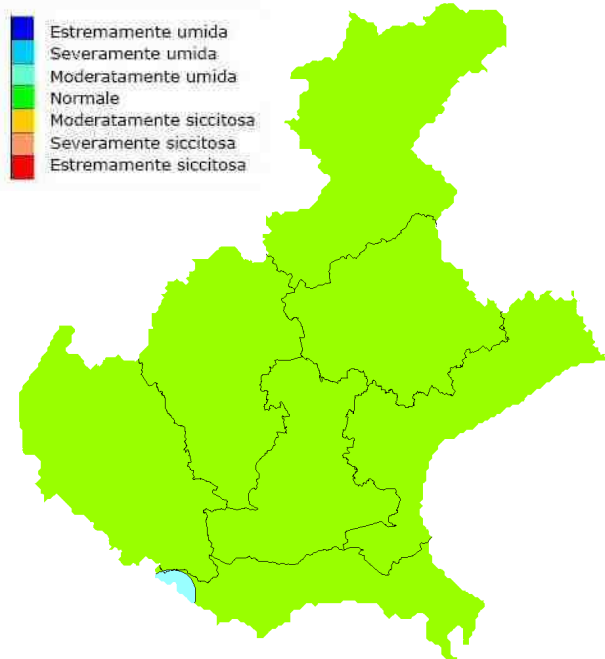 Estremamente umida
Severamente umida
Moderatamente umida
Normale
Moderatamente siccitosa
Severamente siccitosa
Estremamente siccitosa